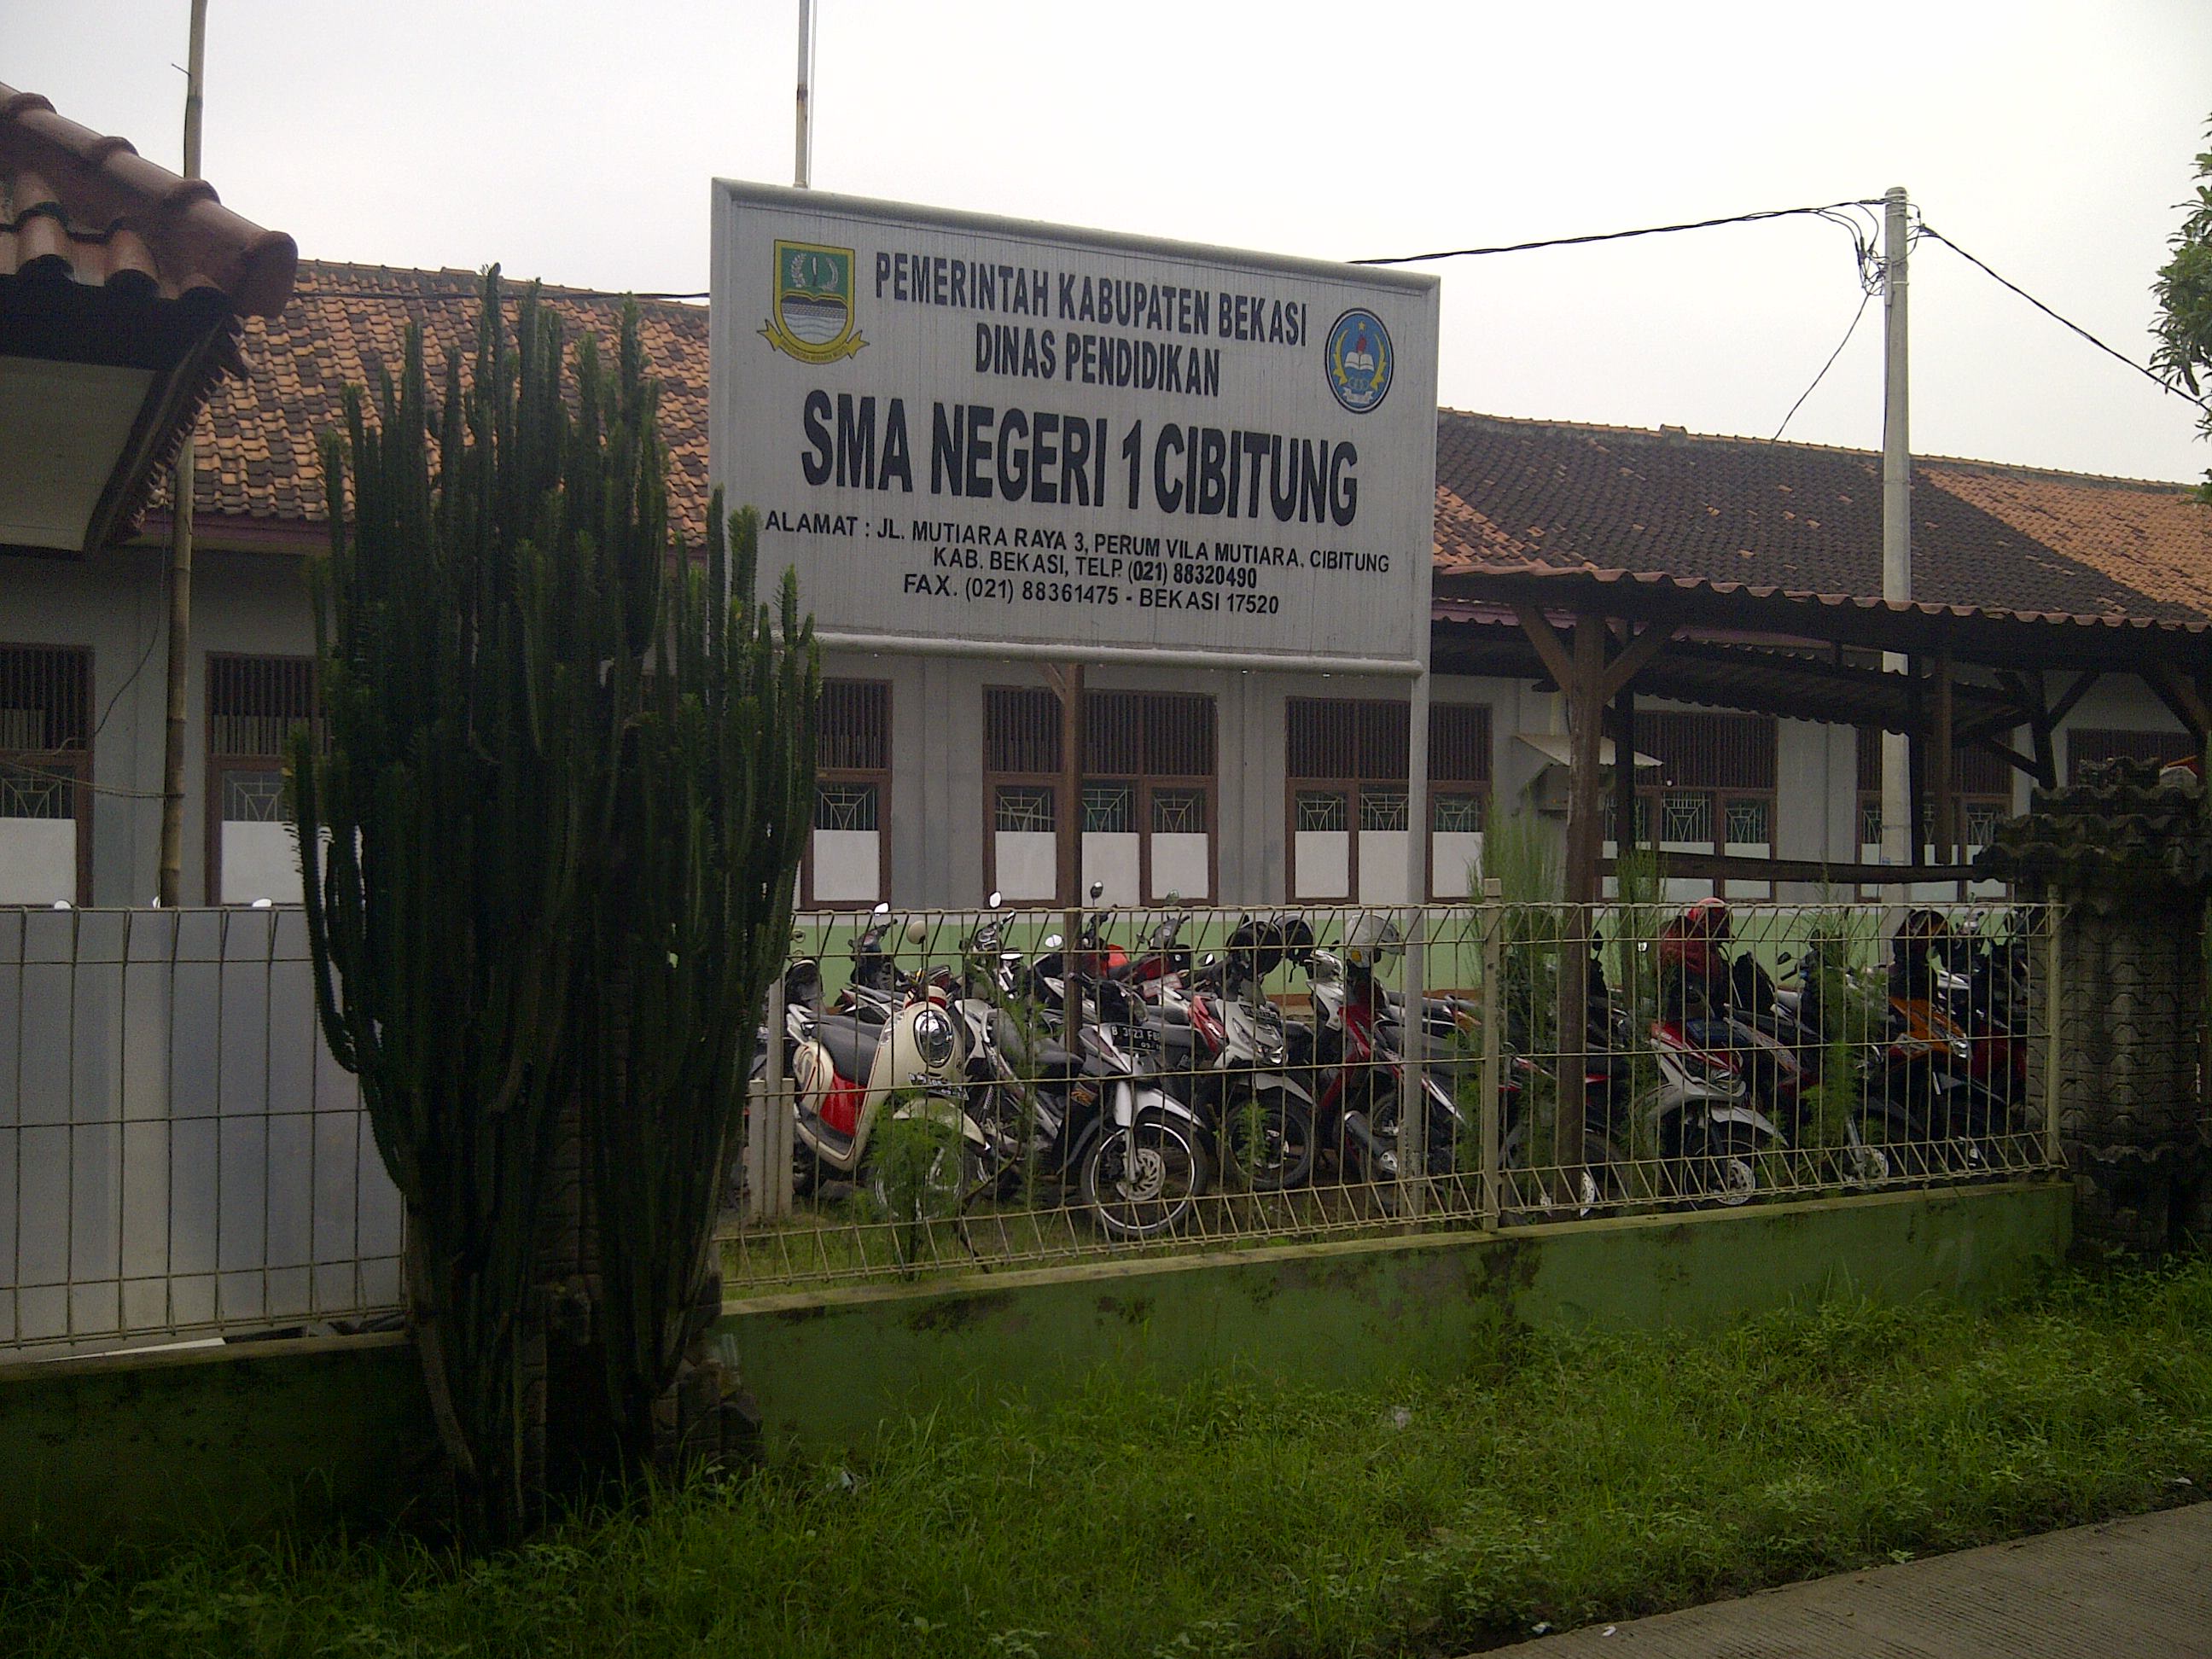 PEMERINTAH KABUPATEN BEKASI
DINAS PENDIDIKAN
SMA NEGERI 1 CIBITUNG
ALAMAT : JL. MUTIARA RAYA 3, PERUM VILA MUTIARA, CIBITUNG
KAB. BEKASI, TELP. (021) 88320490
FAX. (021) 88361475 - BEKASI 17520